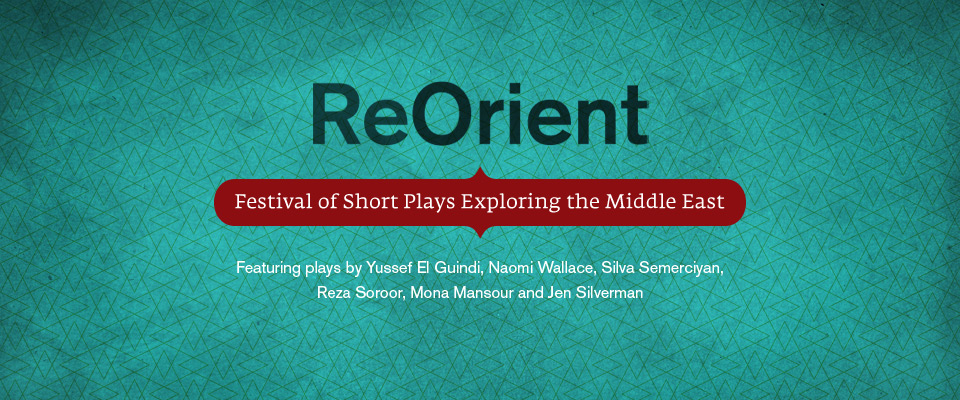 ReOrient
Festival of Short Plays Exploring the Middle East
Featuring plays by Yussef El Guindi, Naomi Wallace, Silva Semerciyan,
Reza Soroor, Mona Mansour and Jen Silverman